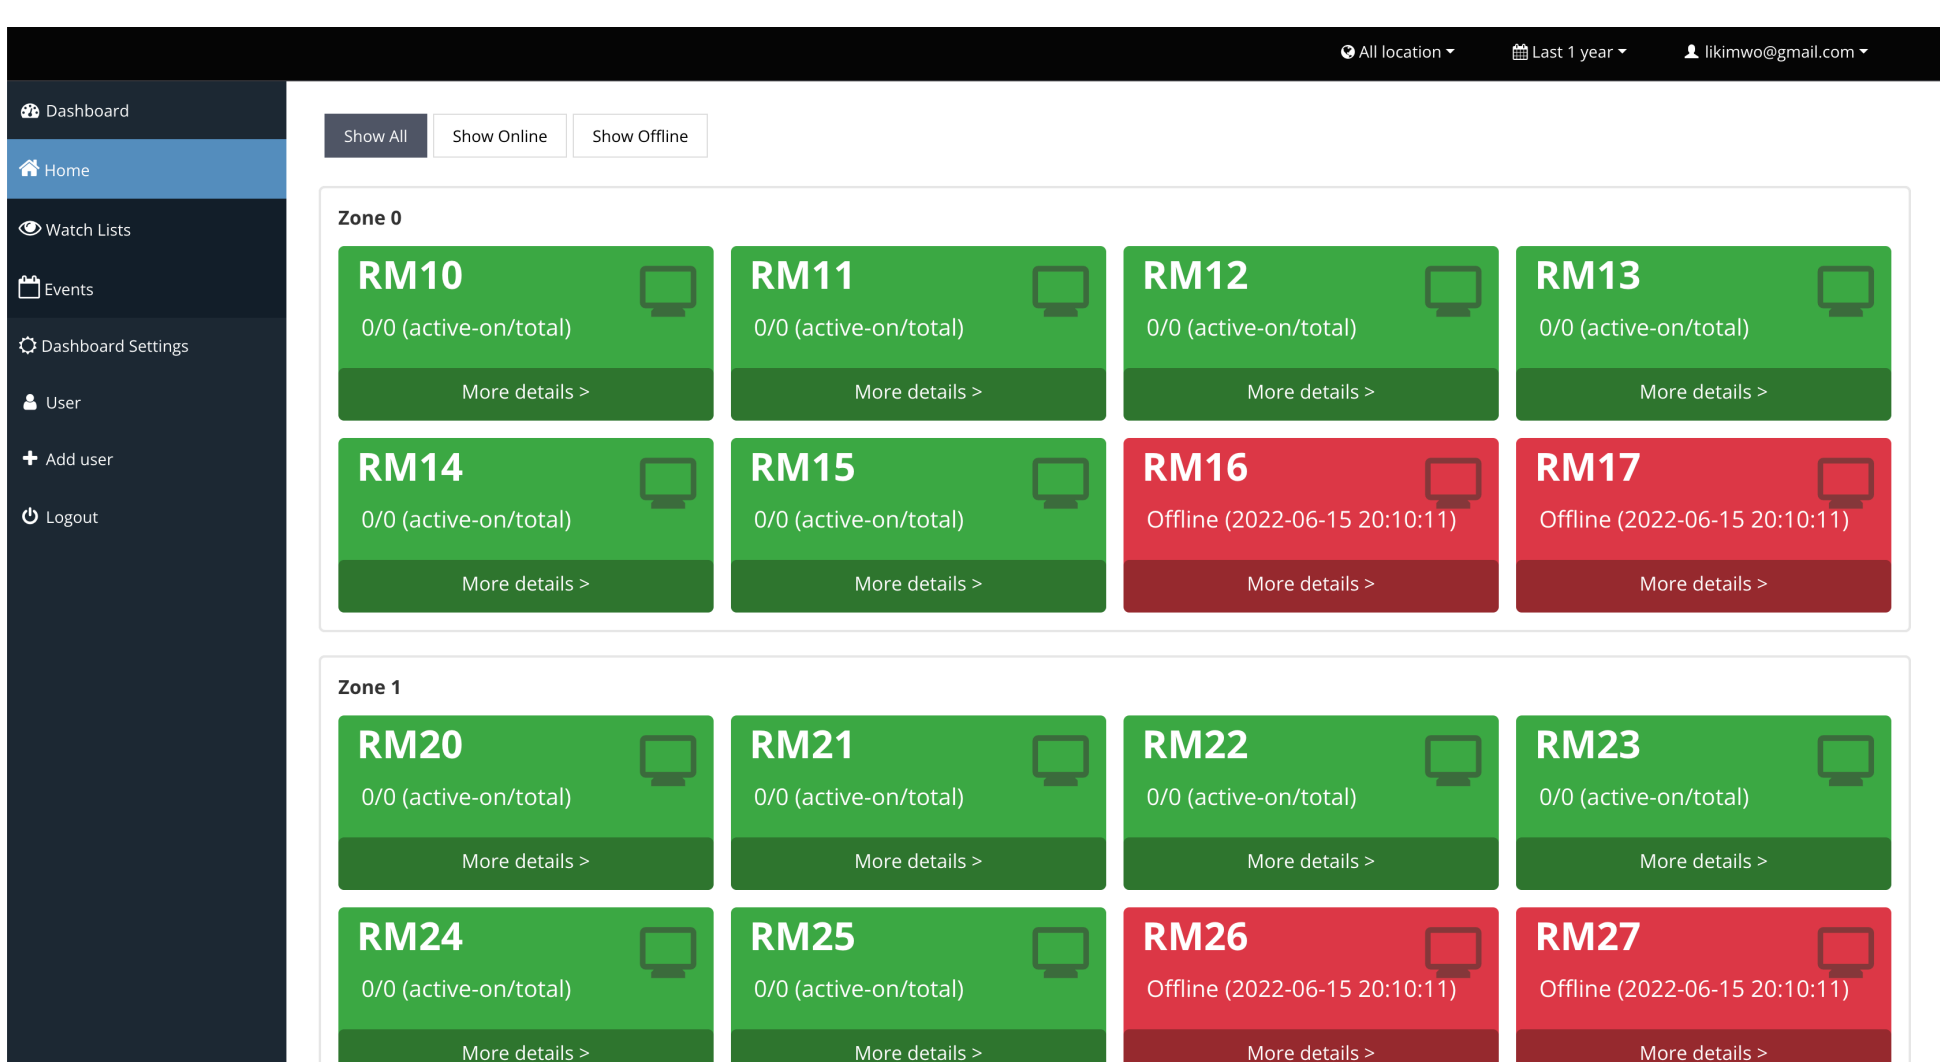 All location Last 1 year likimwo@gmail.com
Dashboard
Home
Watch Lists
Events
Dashboard Settings
User
Add user
Logout
Show All Show Online Show Offline
Zone 0
RM10 RM11 RM12 RM13
0/0 (active-on/total) 0/0 (active-on/total) 0/0 (active-on/total) 0/0 (active-on/total)
More details > More details > More details > More details >
RM14 RM15 RM16 RM17
0/0 (active-on/total) 0/0 (active-on/total) Offline (2022-06-15 20:10:11) Offline (2022-06-15 20:10:11)
More details > More details > More details > More details >
Zone 1
RM20 RM21 RM22 RM23
0/0 (active-on/total) 0/0 (active-on/total) 0/0 (active-on/total) 0/0 (active-on/total)
More details > More details > More details > More details >
RM24 RM25 RM26 RM27
0/0 (active-on/total) 0/0 (active-on/total) Offline (2022-06-15 20:10:11) Offline (2022-06-15 20:10:11)
More details > More details > More details > More details >